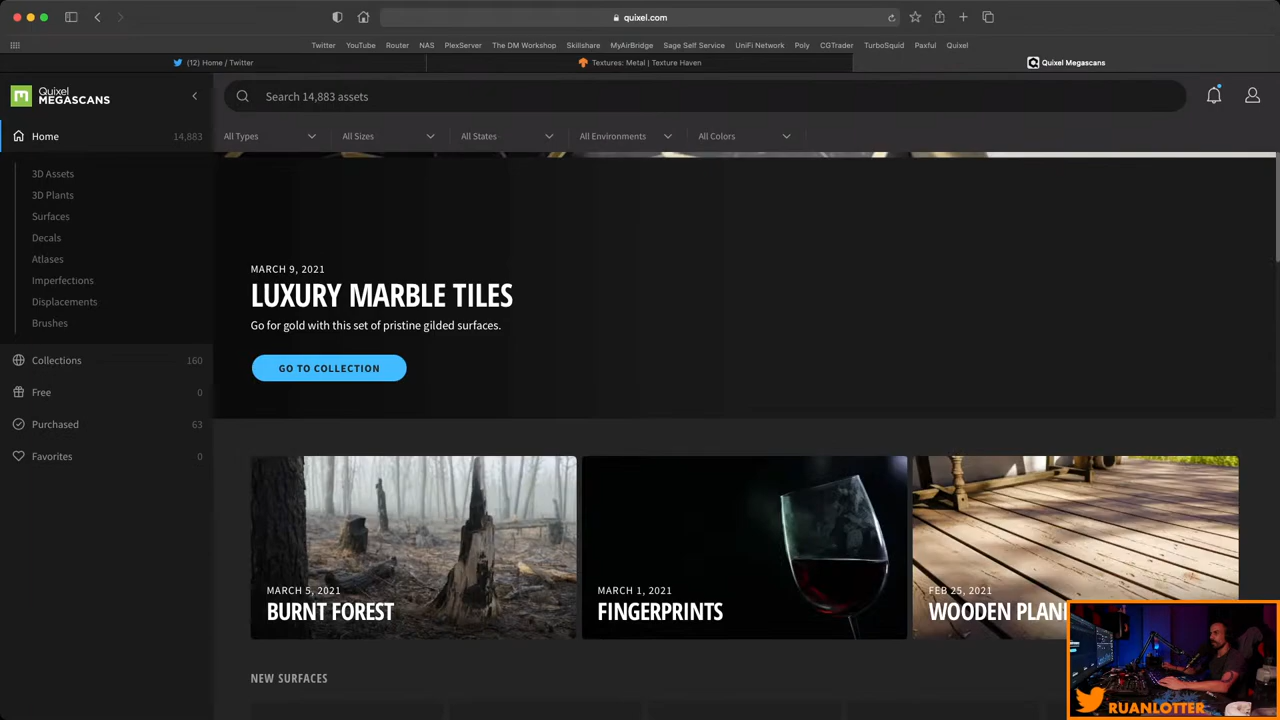 quixel.com
Twitter YouTube Router NAS PlexServer The DM Workshop Skillshare MyAirBridge Sage Self Service UniFi Network Poly CGTrader TurboSquid Paxful Quixel
(12) Home / Twitter
Textures: Metal | Texture Haven
Quixel Megascans
Quixel
MEGASCANS
Search 14,883 assets
Home 14,883
All Types All Sizes All States All Environments All Colors
3D Assets
3D Plants
Surfaces
Decals
Atlases
Imperfections
Displacements
Brushes
Collections 160
Free 0
Purchased 63
Favorites 0
MARCH 9, 2021
LUXURY MARBLE TILES
Go for gold with this set of pristine gilded surfaces.
GO TO COLLECTION
MARCH 5, 2021
BURNT FOREST
MARCH 1, 2021
FINGERPRINTS
FEB 25, 2021
WOODEN PLAN
NEW SURFACES
RUANLOTTER